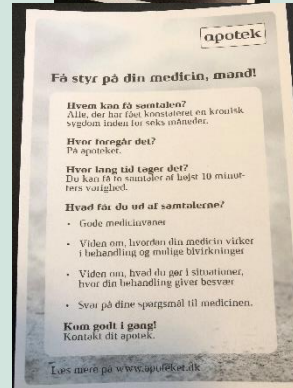 apotek
Få styr på din medicin, mand!
Hvem kan få samtalen?
Alle, der har fået konstateret en kronisk
sygdom inden for seks måneder.
Hvor foregår det?
På apoteket.
Hvor lang tid tager det?
Du kan få to samtaler af højst 10 minut-
ters varighed.
Hvad får du ud af samtalerne?
• Gode medicinvaner
• Viden om, hvordan din medicin virker
i behandling og mulige bivirkninger
• Viden om, hvad du gør i situationer,
hvor din behandling giver besvær
• Svar på dine spørgsmål til medicinen.
Kom godt i gang!
Kontakt dit apotek.
Læs mere på www.apoteket.dk